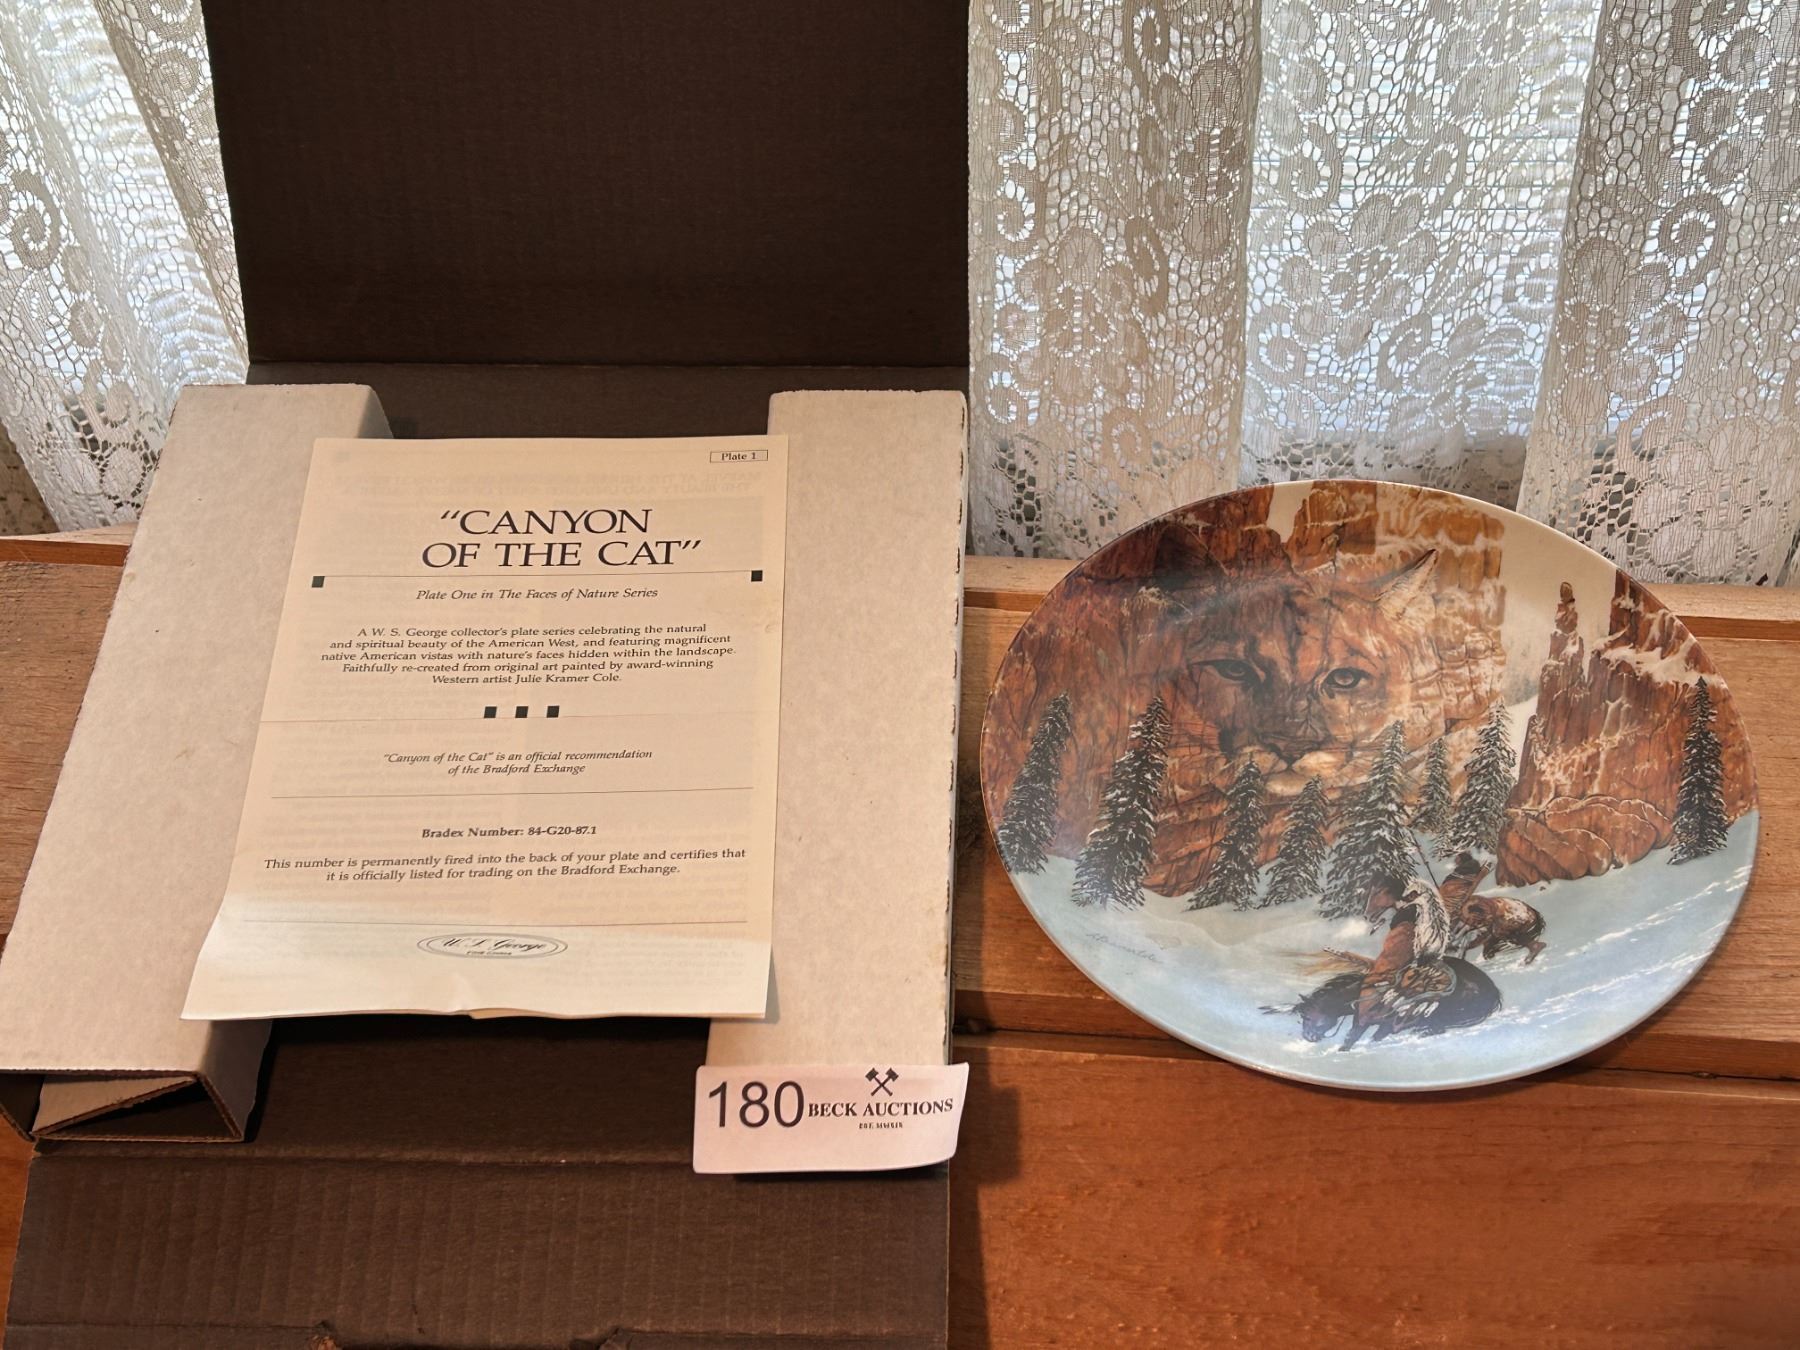 Plate 1
"CANYON
OF THE CAT"
Plate One in The Faces of Nature Series
A W. S. George collector's plate series celebrating the natural
and spiritual beauty of the American West, and featuring magnificent
native American vistas with nature's faces hidden within the landscape.
Faithfully re-created from original art painted by award-winning
Western artist Julie Kramer Cole.
"Canyon of the Cat" is an official recommendation
of the Bradford Exchange
Bradex Number: 84-G20-87.1
This number is permanently fired into the back of your plate and certifies that
it is officially listed for trading on the Bradford Exchange.
W. S. George
180
BECK AUCTIONS